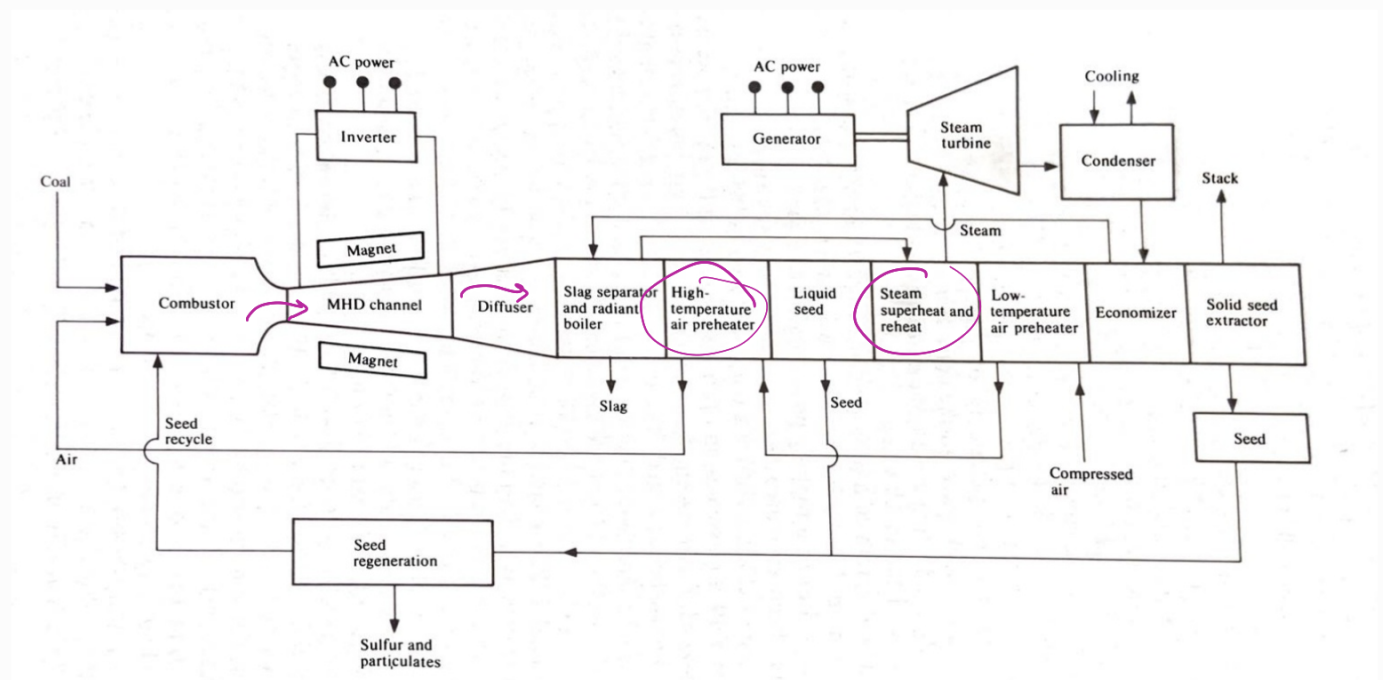 AC power
AC power
Cooling
Inverter
Generator
Steam
turbine
Condenser
Coal
Stack
Magnet
Steam
Combustor
MHD channel
Diffuser
Slag separator
and radiant
boiler
High-
temperature
air preheater
Liquid
seed
Steam
superheat and
reheat
Low-
temperature
air preheater
Economizer
Solid seed
extractor
Magnet
Slag
Seed
Seed
recycle
Air
Seed
Compressed
air
Seed
regeneration
Sulfur and
particulates